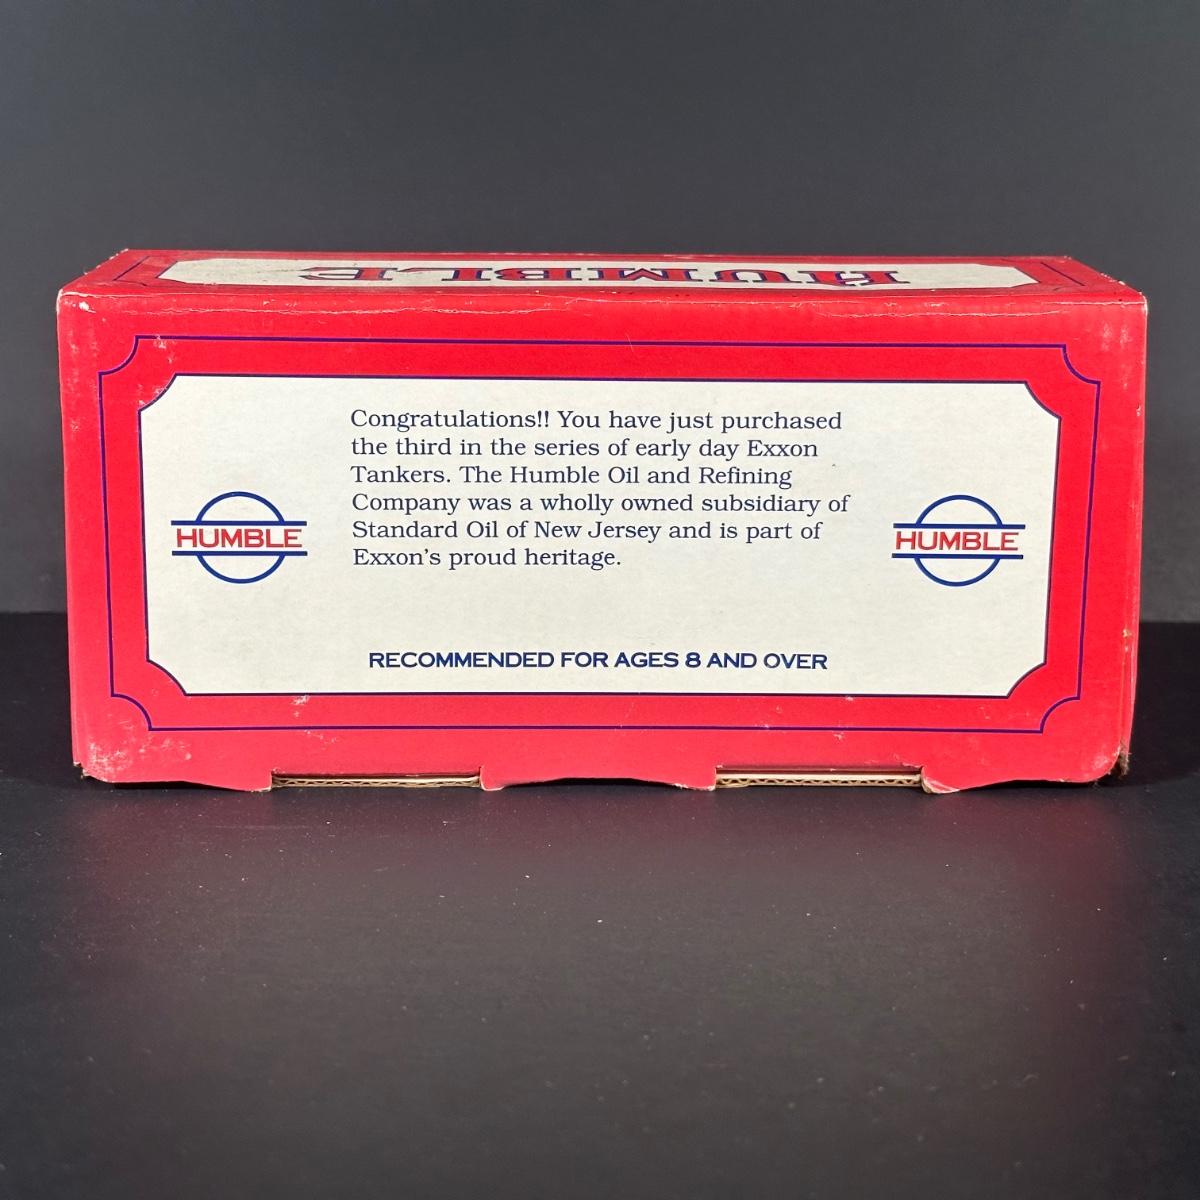 HUMBLE
Congratulations!! You have just purchased
the third in the series of early day Exxon
Tankers. The Humble Oil and Refining
Company was a wholly owned subsidiary of
Standard Oil of New Jersey and is part of
Exxon's proud heritage.
HUMBLE
HUMBLE
RECOMMENDED FOR AGES 8 AND OVER